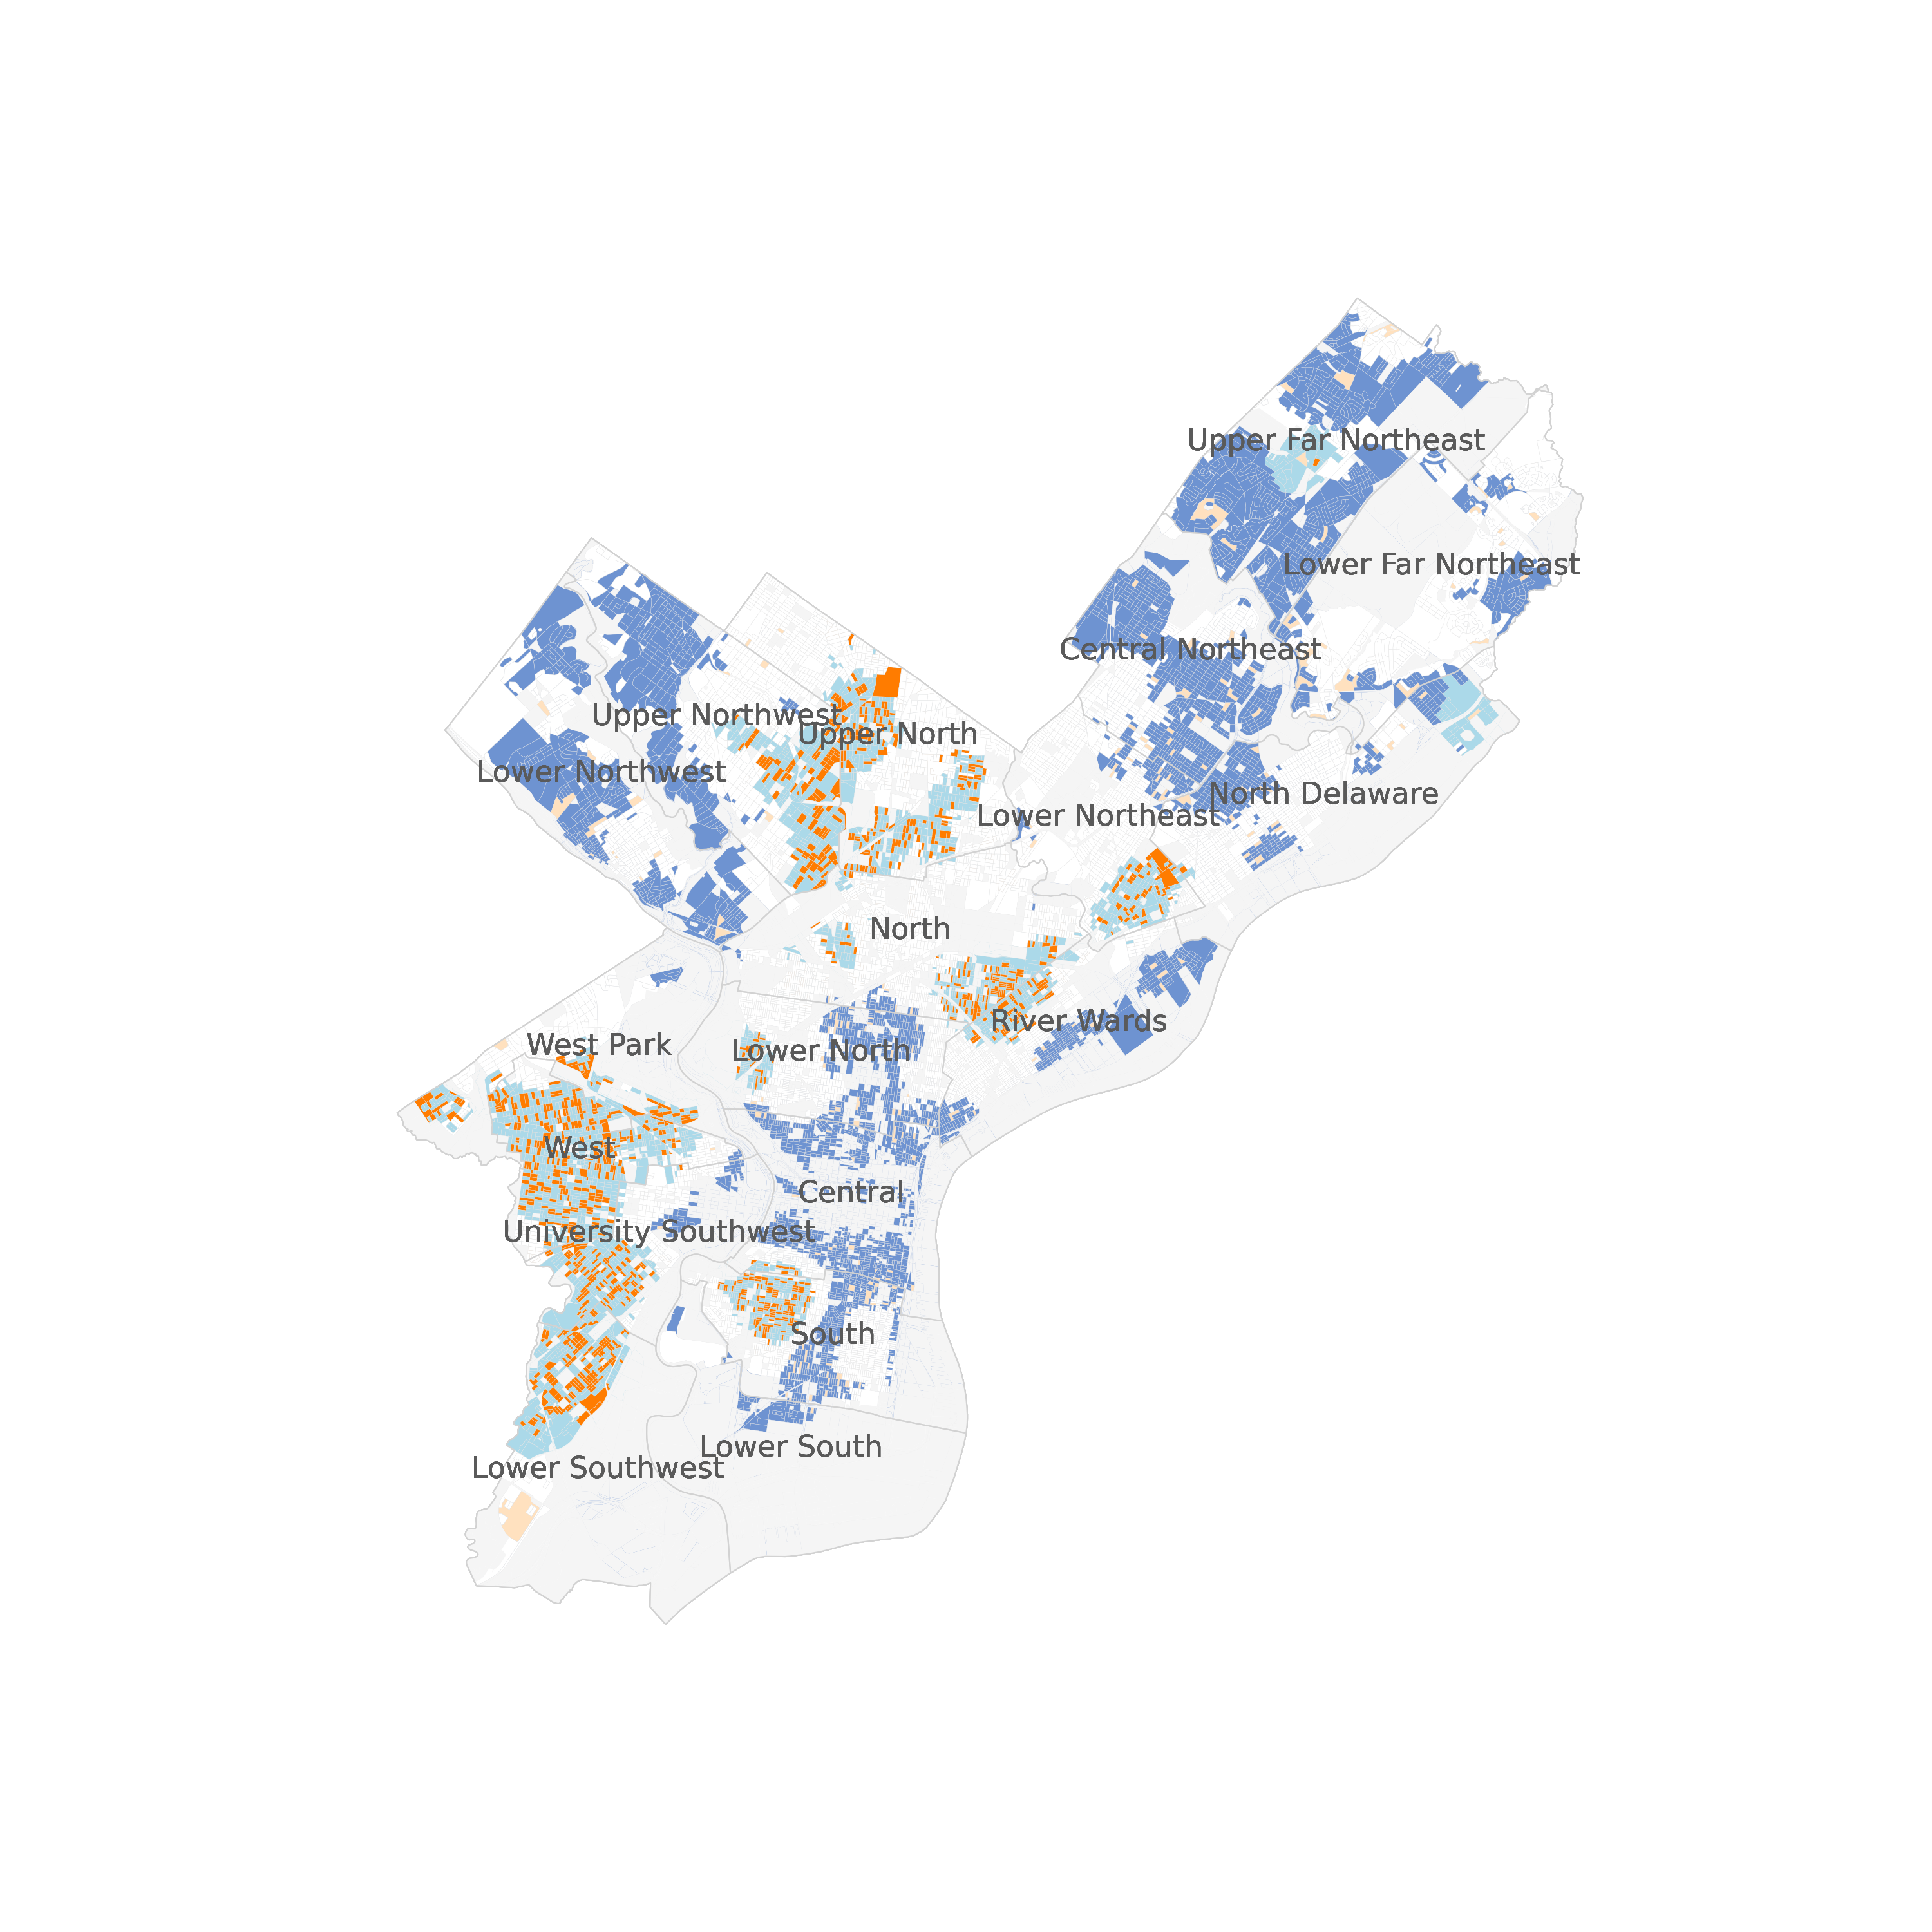 Upper Far Northeast
Lower Far Northeast
Central Northeast
Upper Northwest
Upper North
Lower Northwest
North Delaware
Lower Northeast
North
River Wards
West Park
Lower North
West
Central
University Southwest
South
Lower South
Lower Southwest